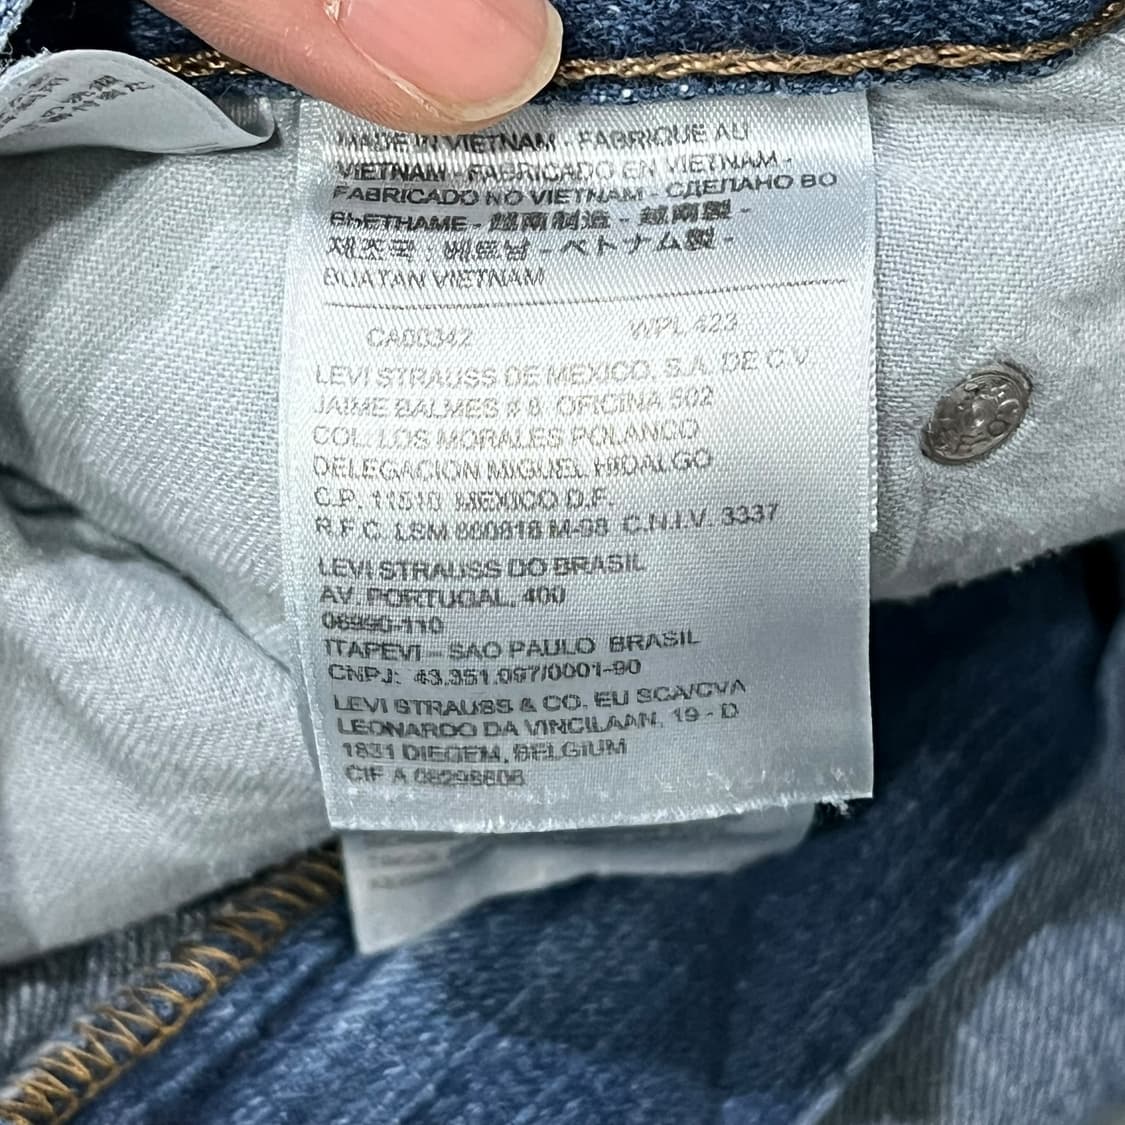 MADE IN VIETNAM - FABRIQUE AU
VIETNAM - FABRICADO EN VIETNAM -
FABRICADO NO VIETNAM - СДЕЛАНО ВО
ВЬЕТНАМЕ - 越南制造 - 越南製 -
제조국 : 베트남 - ベトナム製 -
BUATAN VIETNAM
CA00342 WPL 423
LEVI STRAUSS DE MEXICO, S.A. DE C.V.
JAIME BALMES # 8 OFICINA 502
COL. LOS MORALES POLANCO
DELEGACION MIGUEL HIDALGO
C.P. 11510 MEXICO D.F.
R.F.C. LSM C.N.I.V. 3337
LEVI STRAUSS DO BRASIL
AV. PORTUGAL, 400
06690-110
ITAPEVI - SAO PAULO BRASIL
CNPJ: 43.351.097/0001-90
LEVI STRAUSS & CO. EU SCA/CVA
LEONARDO DA VINCILAAN, 19 - D
1831 DIEGEM, BELGIUM
CIF A